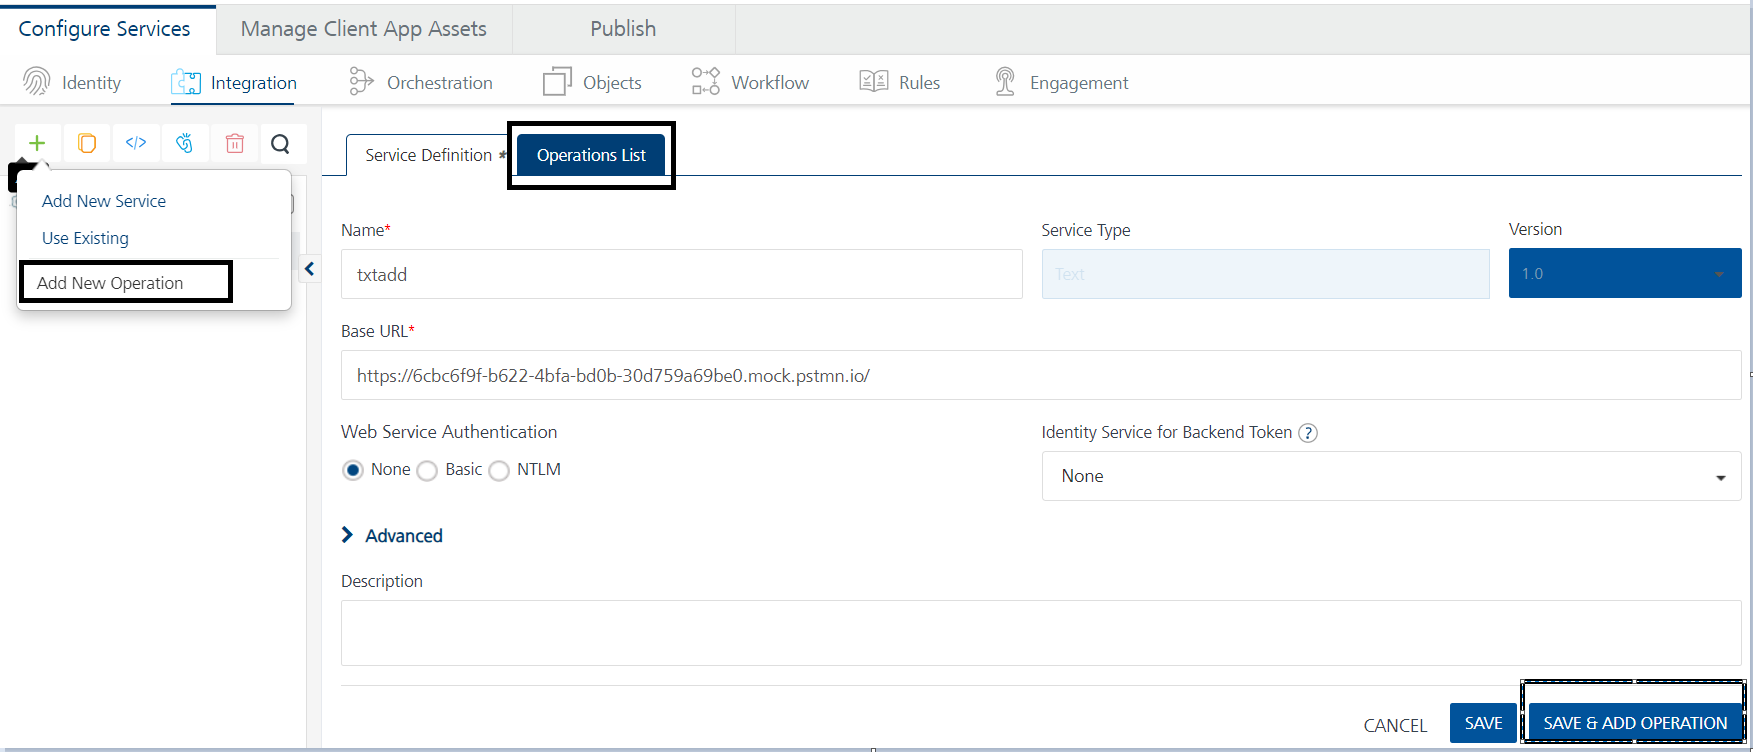 Configure Services
Manage Client App Assets
Publish
Identity
Integration
Orchestration
Objects
Workflow
Rules
Engagement
</>
Add New Service
Use Existing
Add New Operation
Service Definition *
Operations List
Name*
Service Type
Version
txtadd
Text
1.0
Base URL*
https://6cbc6f9f-b622-4bfa-bd0b-30d759a69be0.mock.pstmn.io/
Web Service Authentication
Identity Service for Backend Token ?
None
Basic
NTLM
None
Advanced
Description
CANCEL
SAVE
SAVE & ADD OPERATION